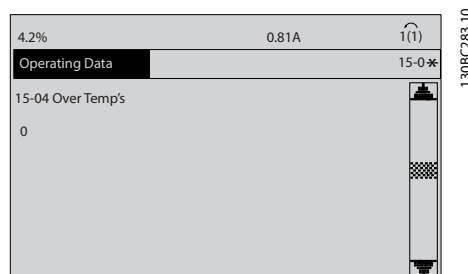 4.2% 0.81A 1(1)
Operating Data 15-0*
15-04 Over Temp's
0
130BC283.10